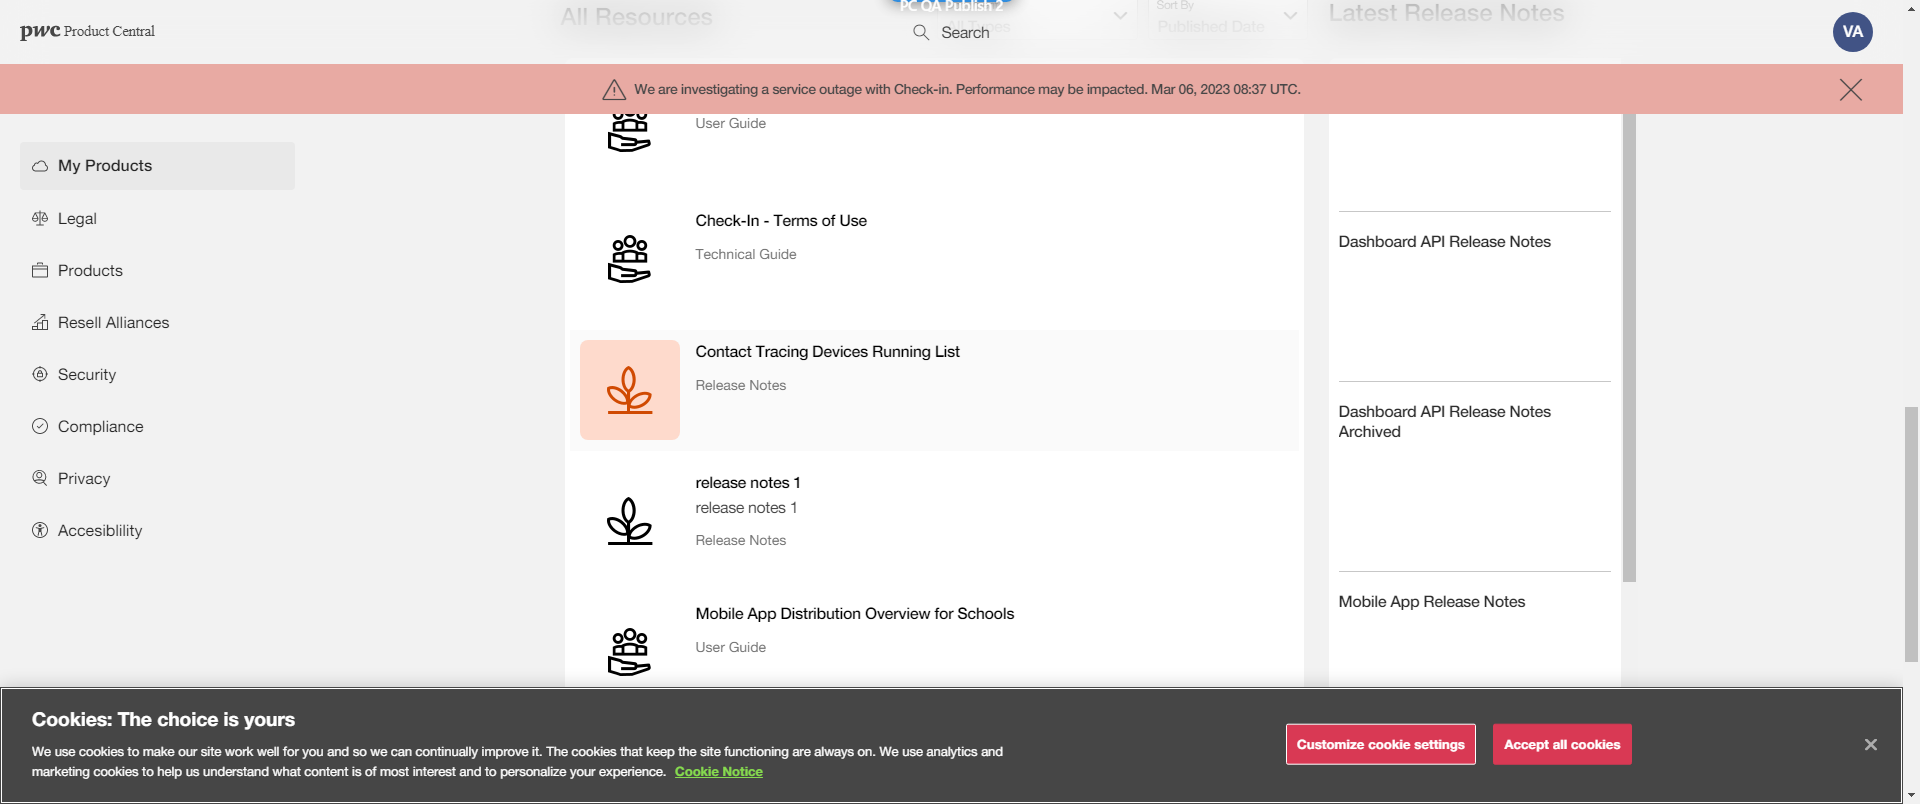 PC QA Publish 2
All Resources
All Types
Sort By
Published Date
Latest Release Notes
pwc Product Central
Search
VA
We are investigating a service outage with Check-in. Performance may be impacted. Mar 06, 2023 08:37 UTC.
My Products
Legal
Products
Resell Alliances
Security
Compliance
Privacy
Accesiblility
User Guide
Check-In - Terms of Use
Technical Guide
Contact Tracing Devices Running List
Release Notes
release notes 1
release notes 1
Release Notes
Mobile App Distribution Overview for Schools
User Guide
Dashboard API Release Notes
Dashboard API Release Notes
Archived
Mobile App Release Notes
Cookies: The choice is yours
We use cookies to make our site work well for you and so we can continually improve it. The cookies that keep the site functioning are always on. We use analytics and
marketing cookies to help us understand what content is of most interest and to personalize your experience. Cookie Notice
Customize cookie settings
Accept all cookies